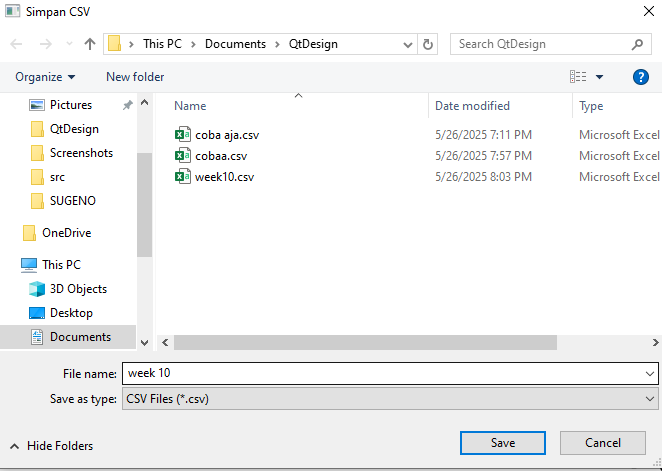 Simpan CSV
This PC > Documents > QtDesign
Search QtDesign
Organize
New folder
Pictures
QtDesign
Screenshots
src
SUGENO
OneDrive
This PC
3D Objects
Desktop
Documents
Name Date modified Type
coba aja.csv 5/26/2025 7:11 PM Microsoft Excel
cobaa.csv 5/26/2025 7:57 PM Microsoft Excel
week10.csv 5/26/2025 8:03 PM Microsoft Excel
File name: week 10
Save as type: CSV Files (*.csv)
Hide Folders
Save
Cancel